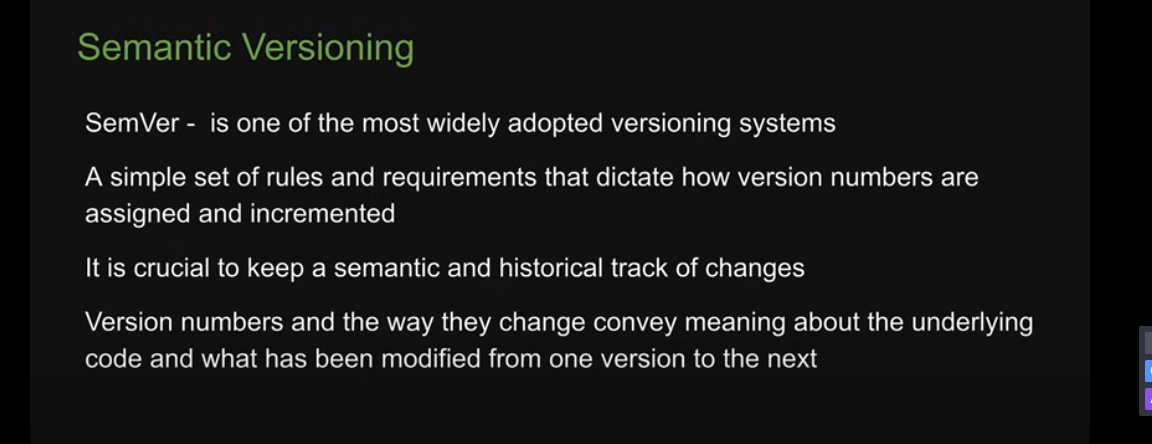 Semantic Versioning
SemVer -  is one of the most widely adopted versioning systems
A simple set of rules and requirements that dictate how version numbers are
assigned and incremented
It is crucial to keep a semantic and historical track of changes
Version numbers and the way they change convey meaning about the underlying
code and what has been modified from one version to the next